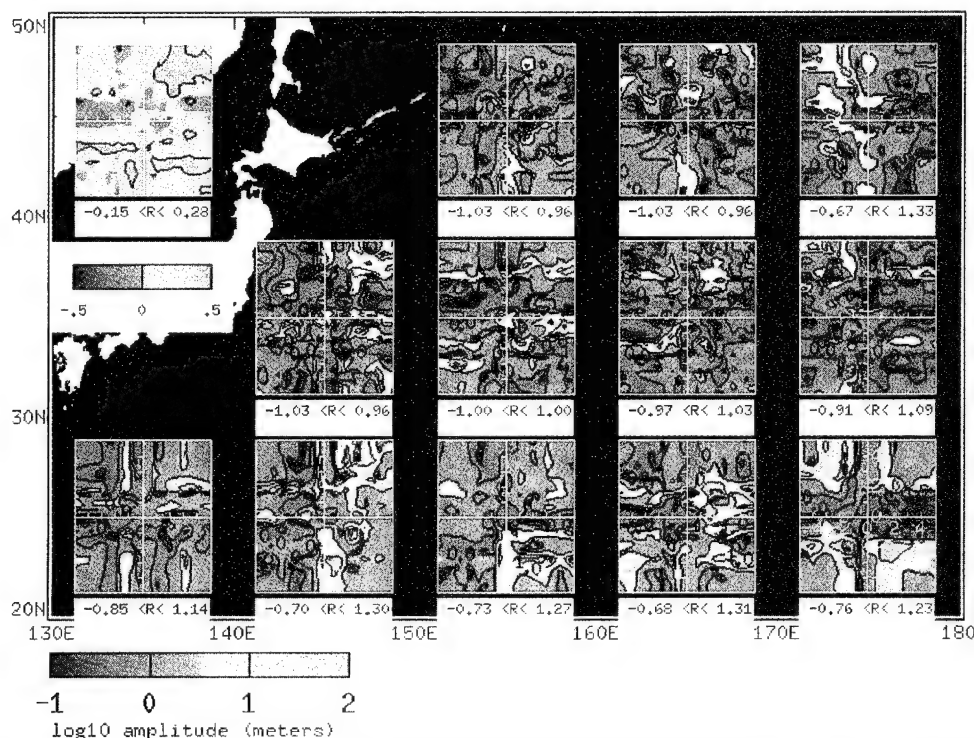 50N
-0.15 <R< 0.28
-1.03 <R< 0.96
-1.03 <R< 0.96
-0.67 <R< 1.33
40N
-.5 0 .5
-1.03 <R< 0.96
-1.00 <R< 1.00
-0.97 <R< 1.03
-0.91 <R< 1.09
30N
-0.85 <R< 1.14
-0.70 <R< 1.30
-0.73 <R< 1.27
-0.68 <R< 1.31
-0.76 <R< 1.23
20N
130E 140E 150E 160E 170E 180
-1 0 1 2
log10 amplitude (meters)